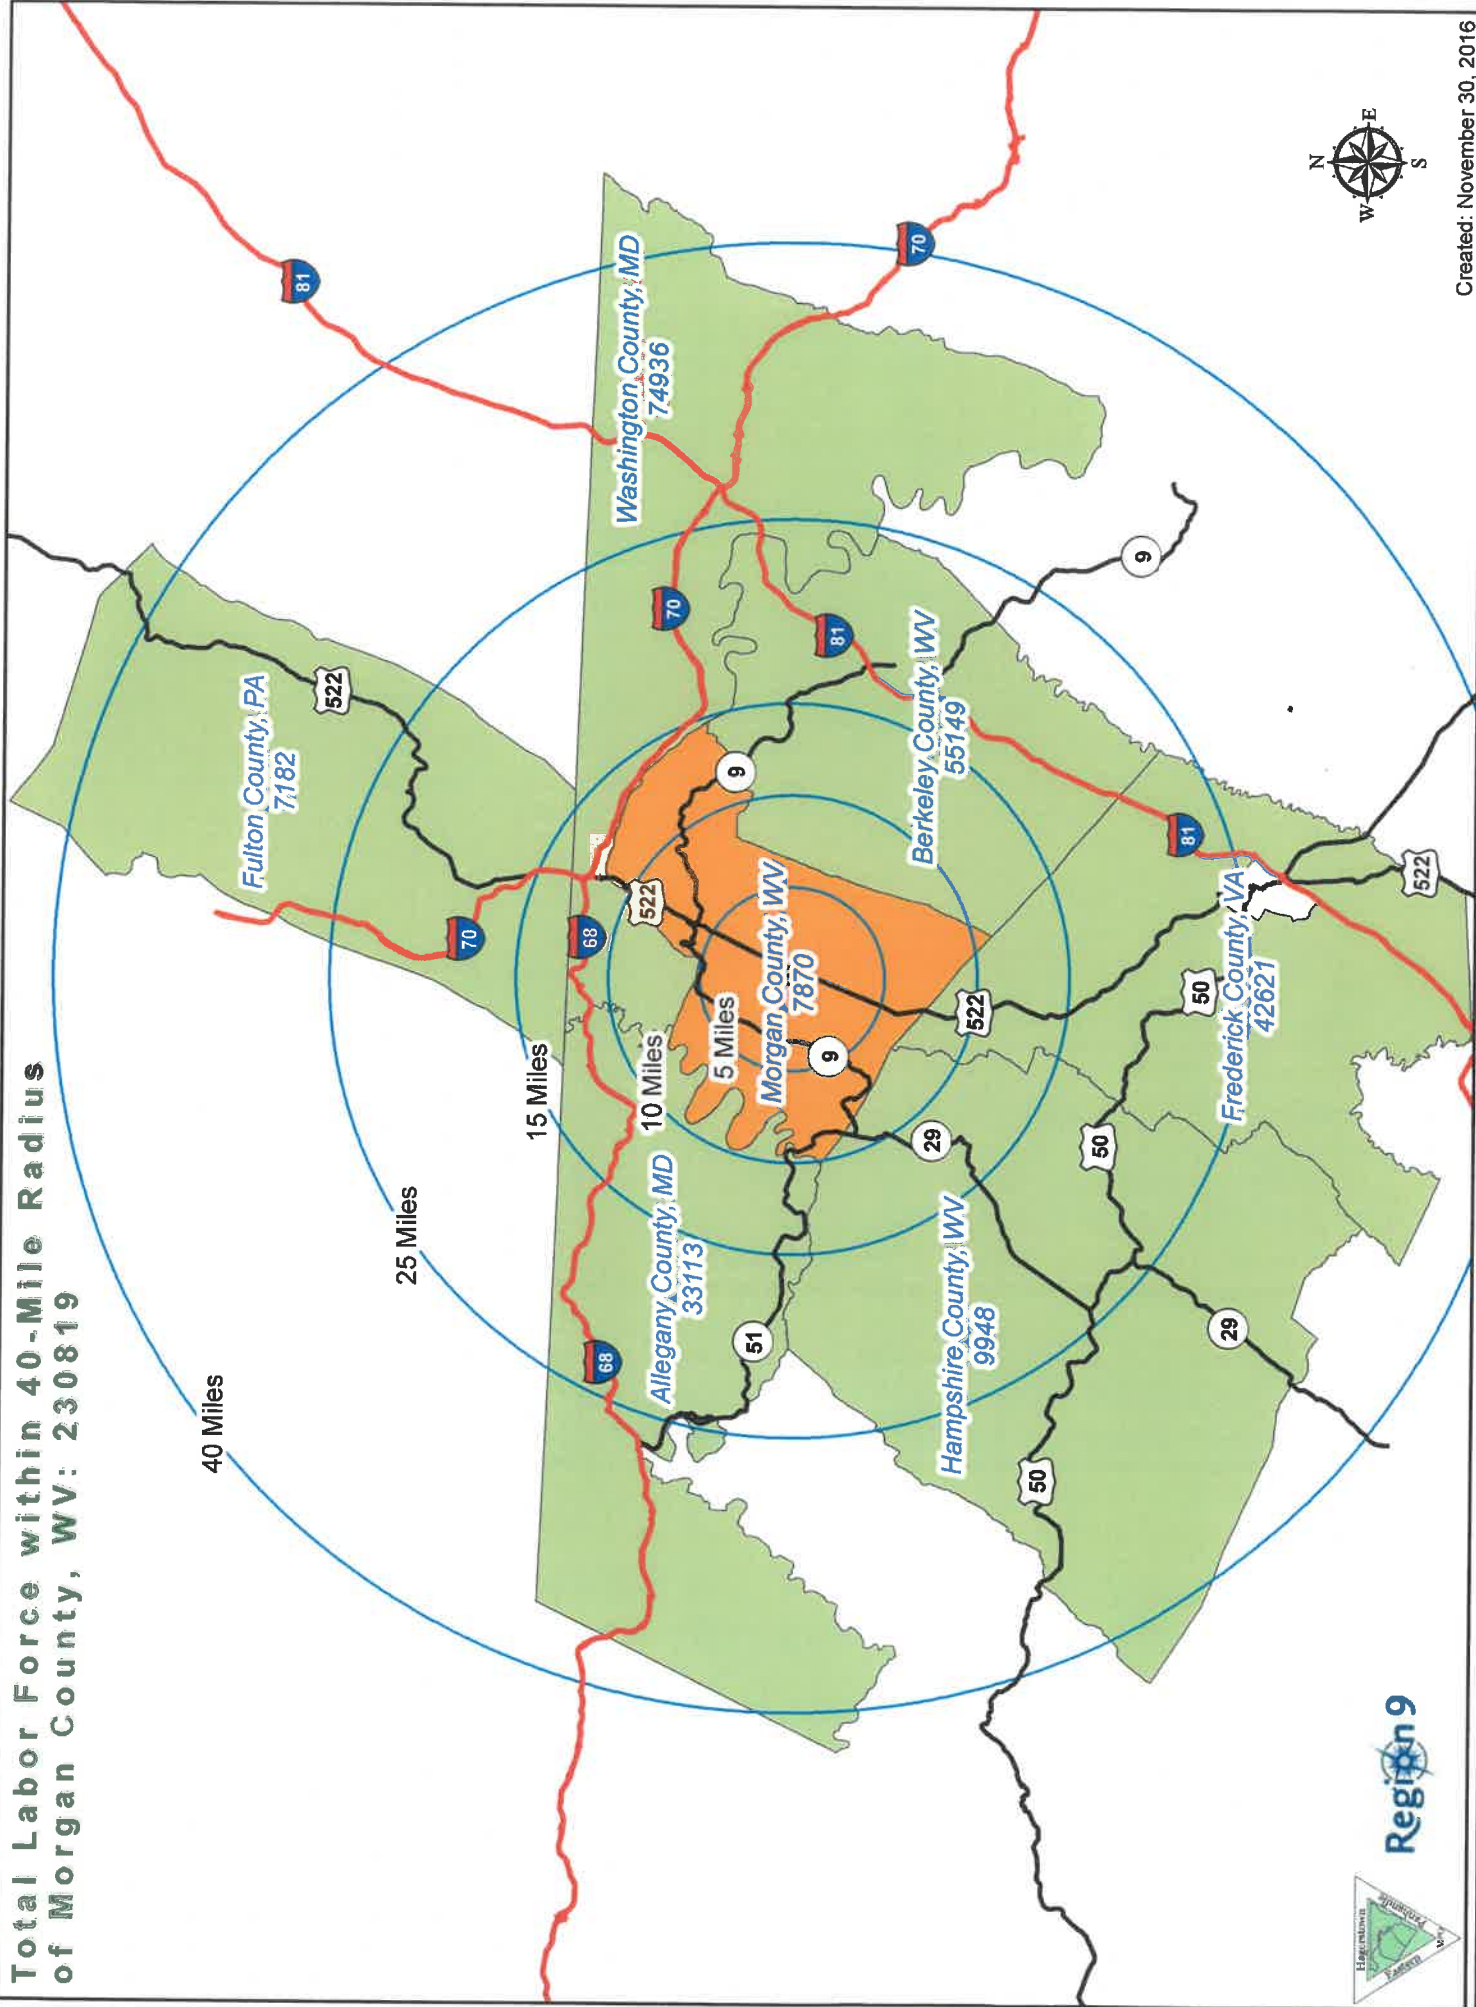 Total Labor Force within 40-Mile Radius
of Morgan County, WV: 230819
40 Miles
25 Miles
15 Miles
10 Miles
5 Miles
Fulton County, PA
7182
Washington County, MD
74936
Allegany County, MD
33113
Morgan County, WV
7870
Berkeley County, WV
55149
Hampshire County, WV
9948
Frederick County, VA
42621
81
522
70
70
70
68
68
522
81
9
9
51
9
29
522
50
50
50
81
29
522
N
W
E
S
Hagerstown
Eastern
Panhandle
Region 9
Created: November 30, 2016